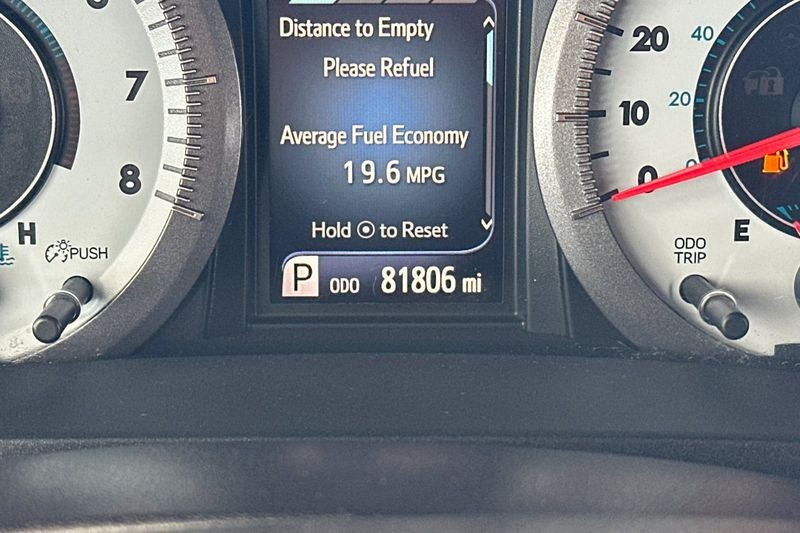 Distance to Empty
Please Refuel
Average Fuel Economy
19.6 MPG
Hold to Reset
P ODO 81806 mi
7
8
H
PUSH
20
10
0
40
20
0
ODO
TRIP
E